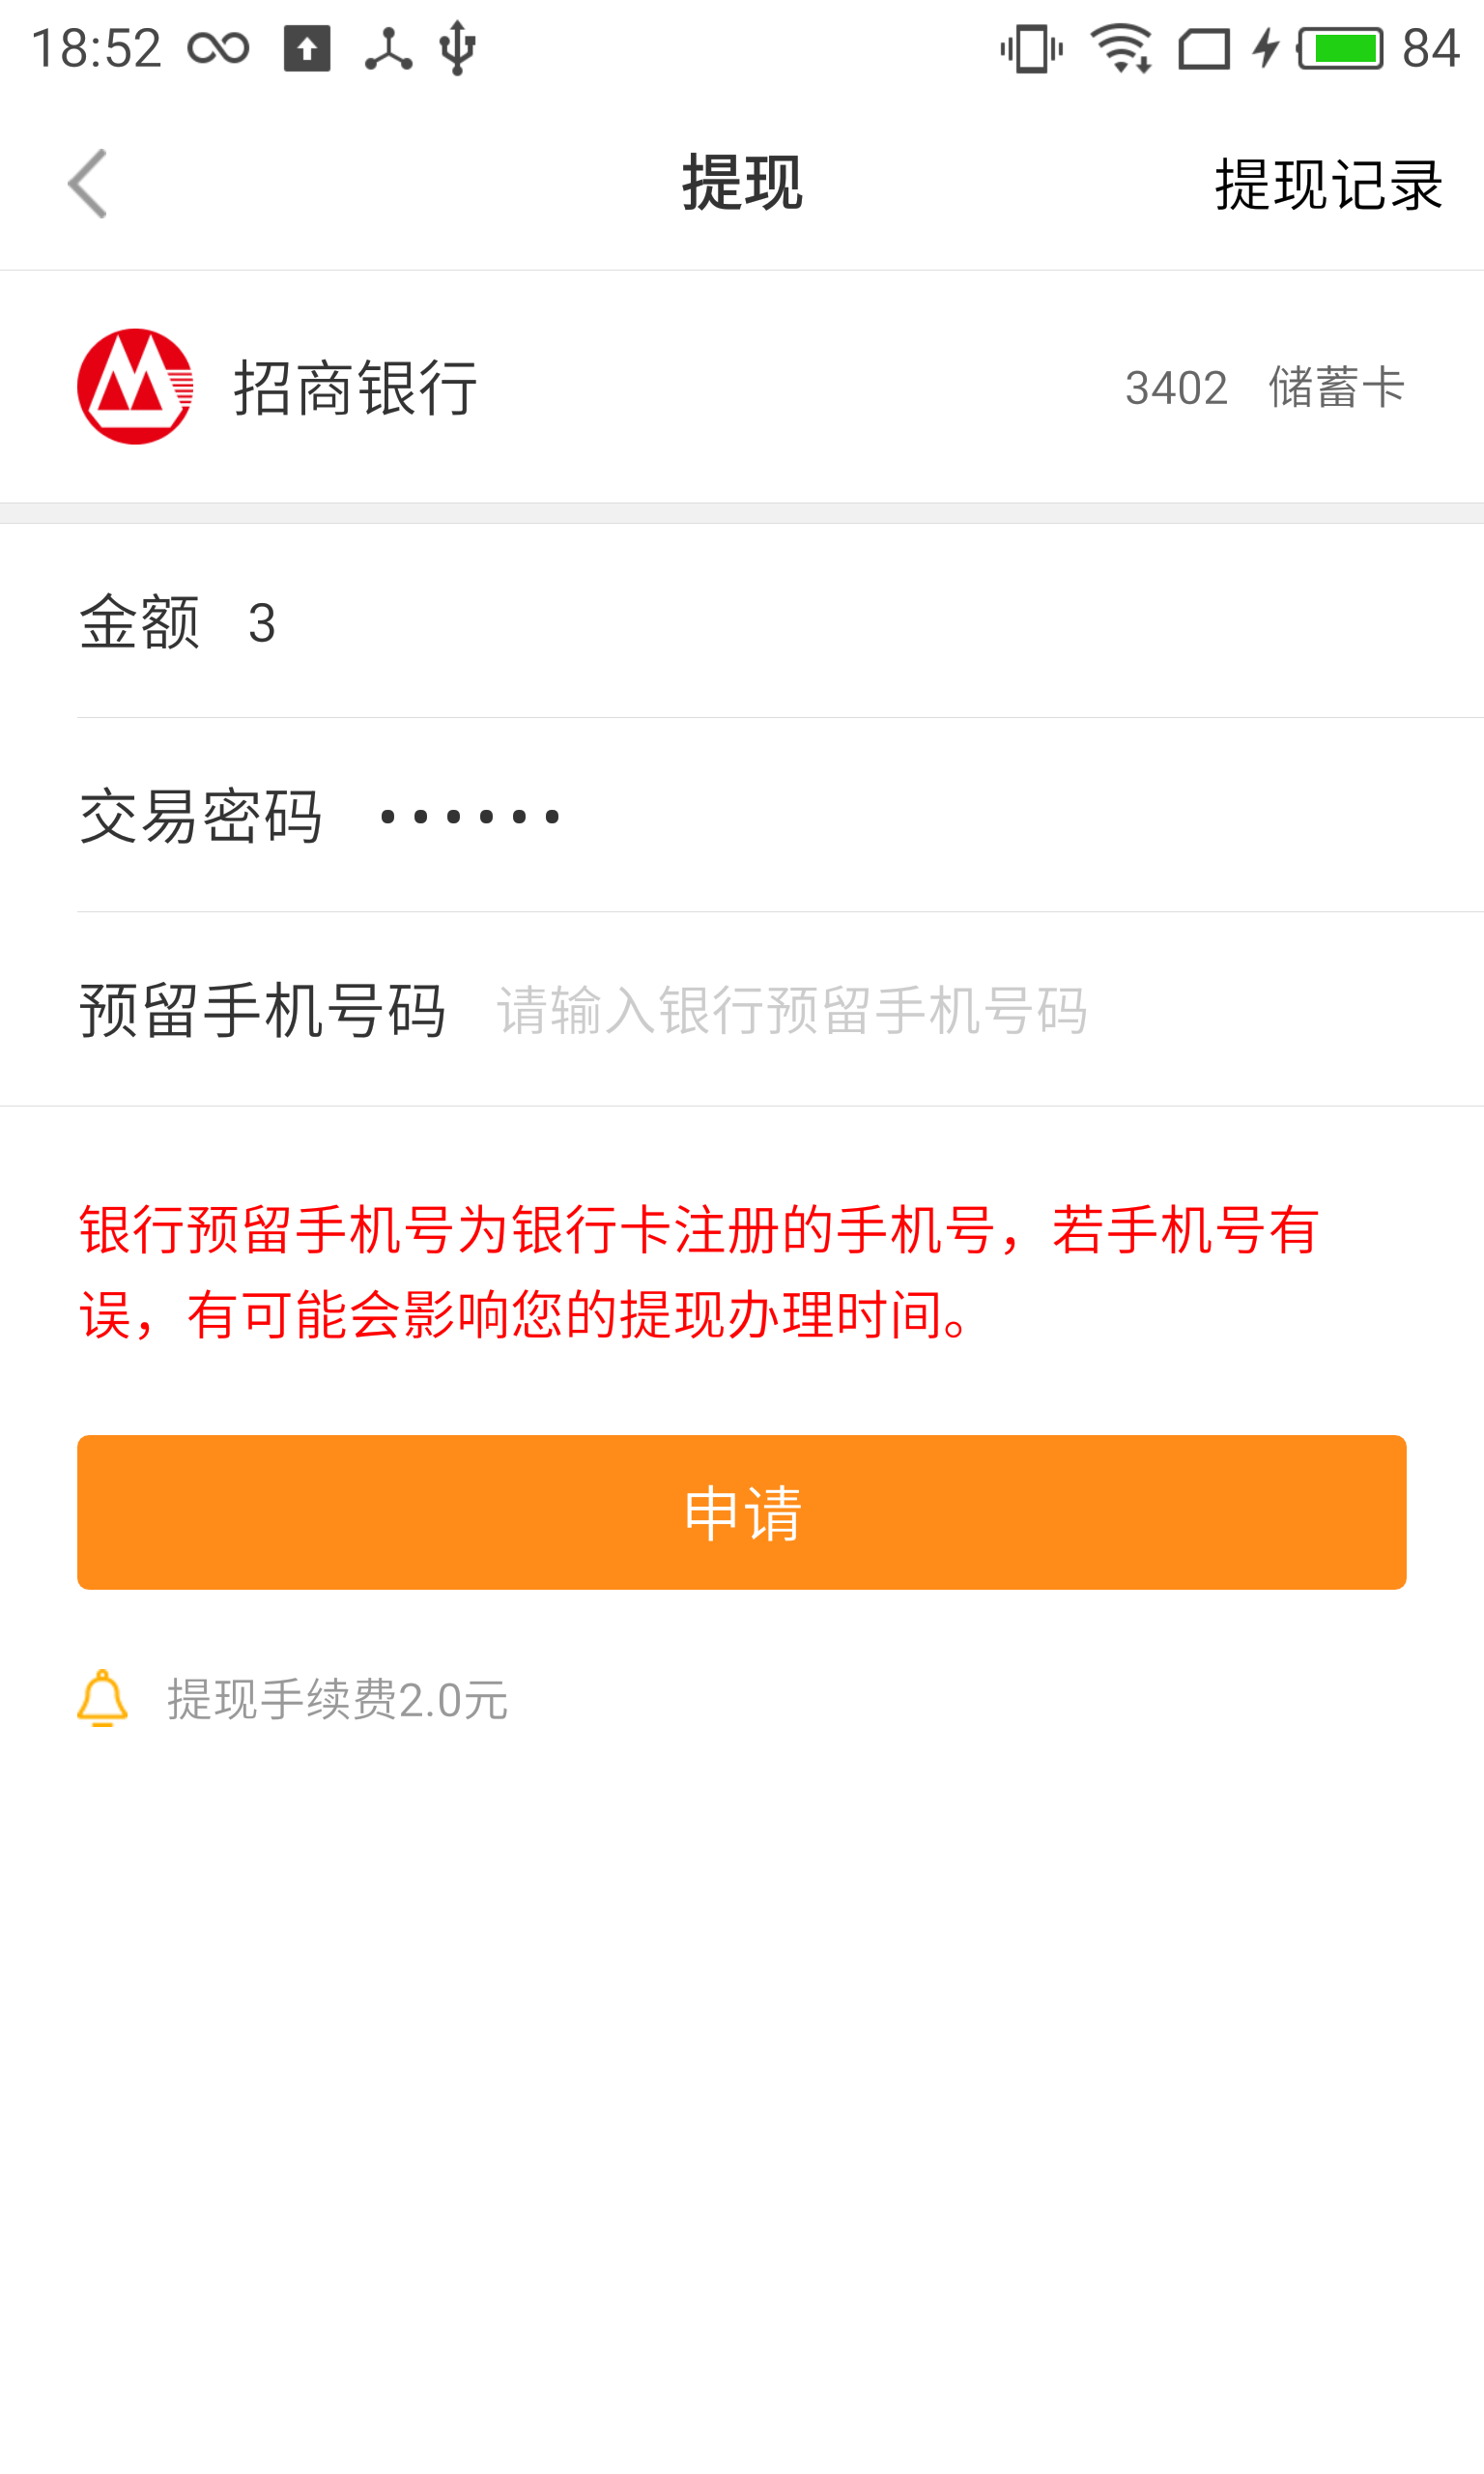 18:52 84
提现 提现记录
招商银行 3402 储蓄卡
金额 3
交易密码 ••••••
预留手机号码 请输入银行预留手机号码
银行预留手机号为银行卡注册的手机号，若手机号有
误，有可能会影响您的提现办理时间。
申请
提现手续费2.0元